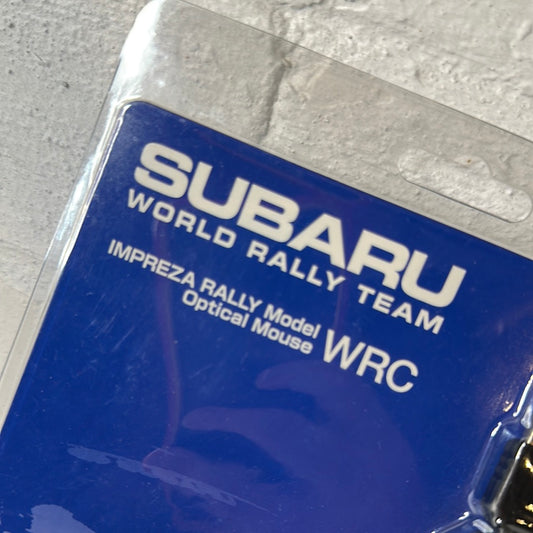 SUBARU
WORLD RALLY TEAM
IMPREZA RALLY Model
Optical Mouse WRC